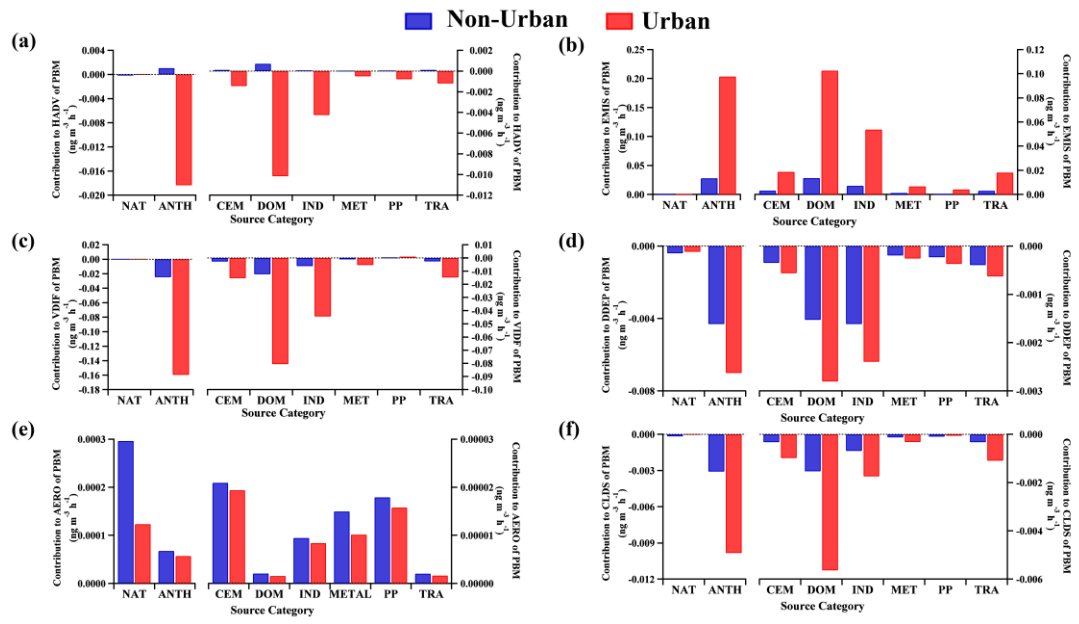 Non-Urban Urban
(a)
Contribution to HADV of PBM
(ng m⁻³ h⁻¹)
0.004
0.000
-0.004
-0.008
-0.012
-0.016
-0.020
0.002
0.000
-0.002
-0.004
-0.006
-0.008
-0.010
-0.012
Contribution to HADV of PBM
(ng m⁻³ h⁻¹)
NAT ANTH CEM DOM IND MET PP TRA
Source Category
(b)
Contribution to EMIS of PBM
(ng m⁻³ h⁻¹)
0.25
0.20
0.15
0.10
0.05
0.00
0.12
0.10
0.08
0.06
0.04
0.02
0.00
Contribution to EMIS of PBM
(ng m⁻³ h⁻¹)
NAT ANTH CEM DOM IND MET PP TRA
Source Category
(c)
Contribution to VDIF of PBM
(ng m⁻³ h⁻¹)
0.02
0.00
-0.02
-0.04
-0.06
-0.08
-0.10
-0.12
-0.14
-0.16
-0.18
0.01
0.00
-0.01
-0.02
-0.03
-0.04
-0.05
-0.06
-0.07
-0.08
-0.09
-0.10
Contribution to VIDF of PBM
(ng m⁻³ h⁻¹)
NAT ANTH CEM DOM IND MET PP TRA
Source Category
(d)
Contribution to DDEP of PBM
(ng m⁻³ h⁻¹)
0.000
-0.004
-0.008
0.000
-0.001
-0.002
-0.003
Contribution to DDEP of PBM
(ng m⁻³ h⁻¹)
NAT ANTH CEM DOM IND MET PP TRA
Source Category
(e)
Contribution to AERO of PBM
(ng m⁻³ h⁻¹)
0.0003
0.0002
0.0001
0.0000
0.00003
0.00002
0.00001
0.00000
Contribution to AERO of PBM
(ng m⁻³ h⁻¹)
NAT ANTH CEM DOM IND METAL PP TRA
Source Category
(f)
Contribution to CLDS of PBM
(ng m⁻³ h⁻¹)
0.000
-0.003
-0.006
-0.009
-0.012
0.000
-0.002
-0.004
-0.006
Contribution to CLDS of PBM
(ng m⁻³ h⁻¹)
NAT ANTH CEM DOM IND MET PP TRA
Source Category